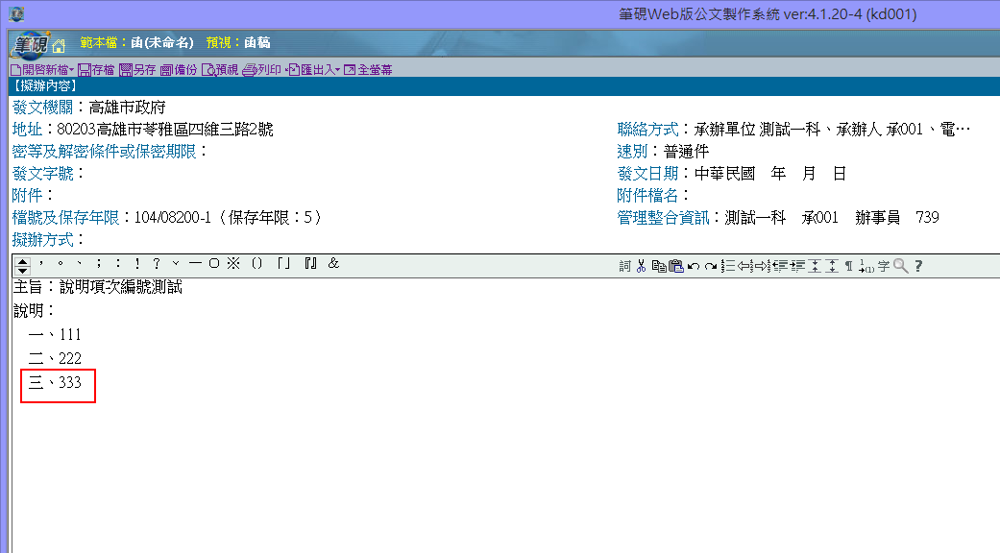 筆硯Web版公文製作系統 ver:4.1.20-4 (kd001)
筆硯 範本檔：函(未命名) 預視：函稿
開啓新檔 存檔 另存 備份 預視 列印 匯出入 全螢幕
【擬辦內容】
發文機關：高雄市政府
地址：80203高雄市苓雅區四維三路2號 聯絡方式：承辦單位 測試一科、承辦人 承001、電…
密等及解密條件或保密期限： 速別：普通件
發文字號： 發文日期：中華民國 年 月 日
附件： 附件檔名：
檔號及保存年限：104/08200-1（保存年限：5） 管理整合資訊：測試一科 承001 辦事員 739
擬辦方式：
， 。 、 ； ： ！ ？ ﹀ — ○ ※ （） 「」 『』 & 詞 ¶ 字 ?
主旨：說明項次編號測試
說明：
一、111
二、222
三、333